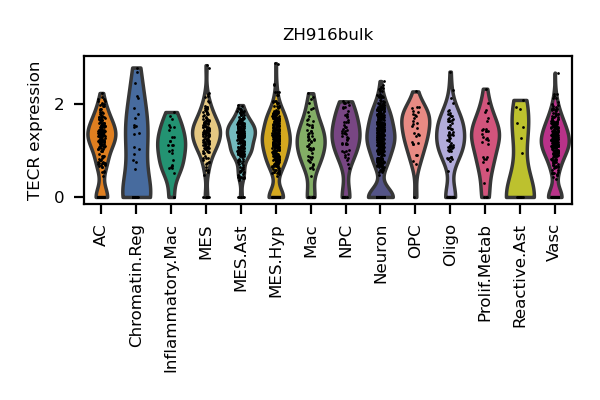 ZH916bulk
TECR expression
2
0
AC
Chromatin.Reg
Inflammatory.Mac
MES
MES.Ast
MES.Hyp
Mac
NPC
Neuron
OPC
Oligo
Prolif.Metab
Reactive.Ast
Vasc